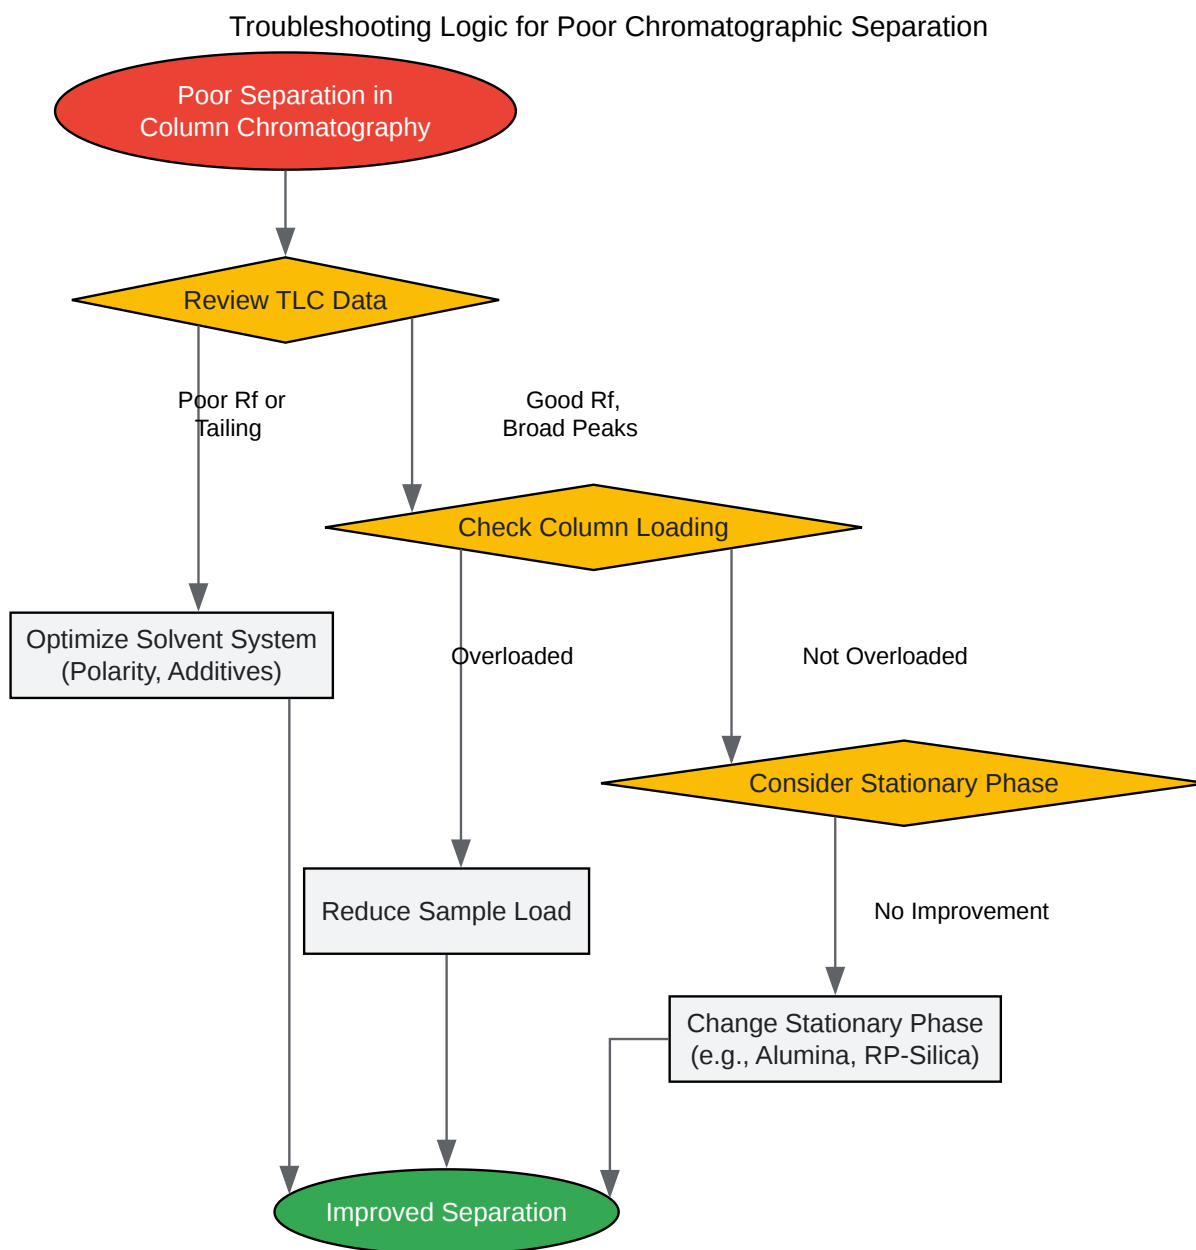 Troubleshooting Logic for Poor Chromatographic Separation
Poor Separation in
Column Chromatography
Review TLC Data
Poor Rf or
Tailing
Good Rf,
Broad Peaks
Check Column Loading
Optimize Solvent System
(Polarity, Additives)
Overloaded
Not Overloaded
Consider Stationary Phase
Reduce Sample Load
No Improvement
Change Stationary Phase
(e.g., Alumina, RP-Silica)
Improved Separation